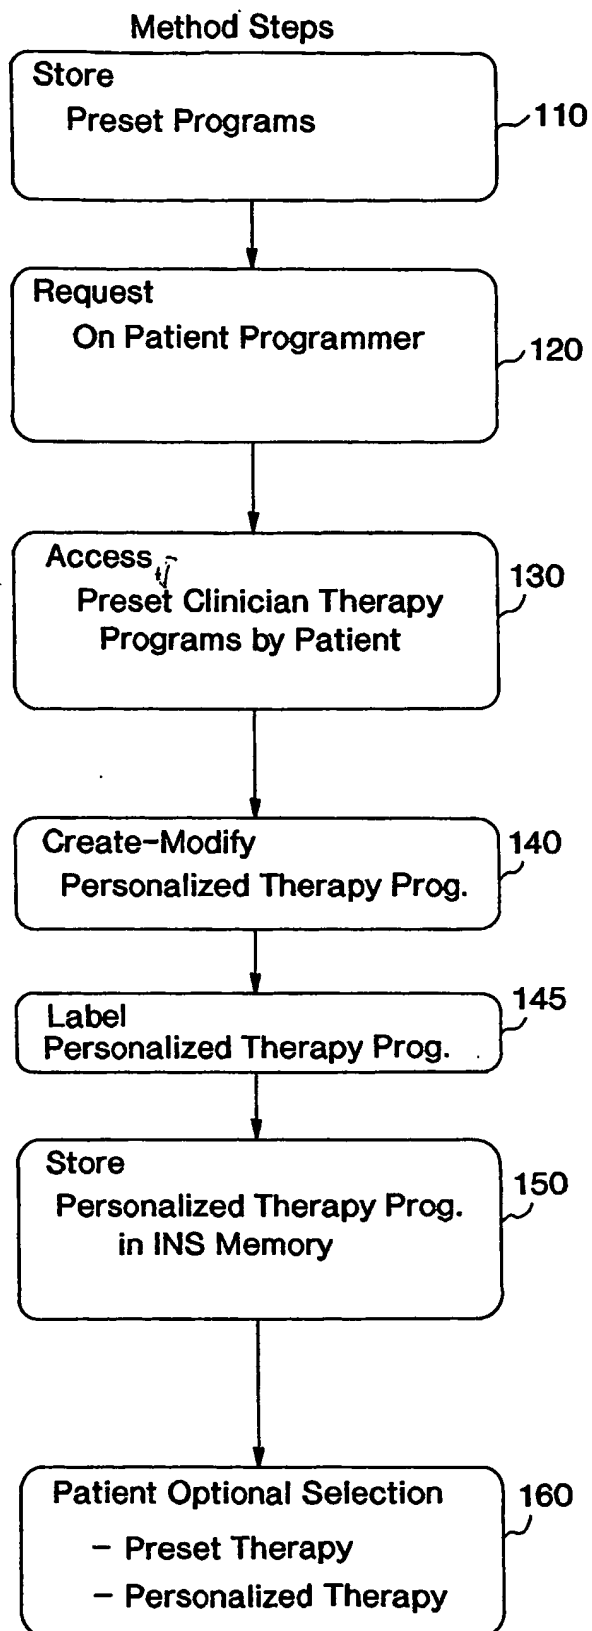 Method Steps
Store
Preset Programs
110
Request
On Patient Programmer
120
Access
Preset Clinician Therapy
Programs by Patient
130
Create-Modify
Personalized Therapy Prog.
140
Label
Personalized Therapy Prog.
145
Store
Personalized Therapy Prog.
in INS Memory
150
Patient Optional Selection
- Preset Therapy
- Personalized Therapy
160